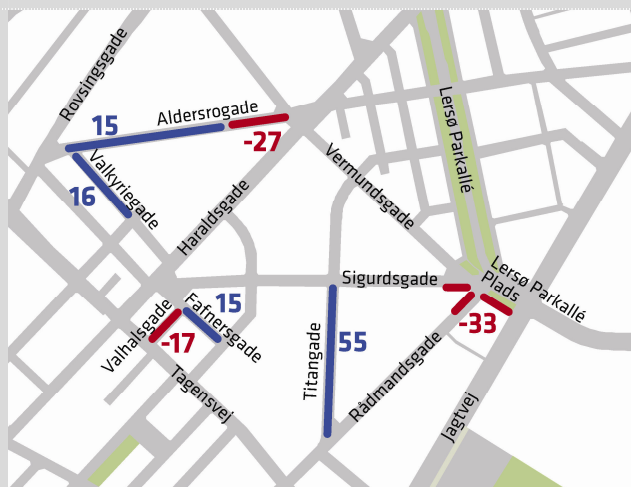 Rovsingsgade
Aldersrogade
15
-27
Lersø Parkallé
Valkyriegade
16
Vermundsgade
Haraldsgade
Sigurdsgade
Lersø Parkallé
Plads
-33
Fafnersgade
15
Valhalsgade
-17
Titangade
55
Rådmandsgade
Tagensvej
Jagtvej